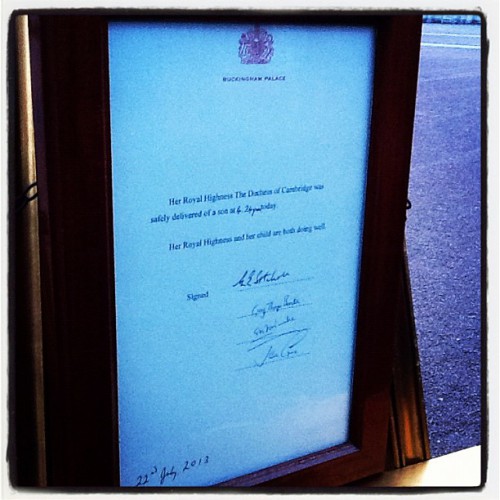 BUCKINGHAM PALACE
Her Royal Highness The Duchess of Cambridge was
safely delivered of a son at 4.24pm today.
Her Royal Highness and her child are both doing well.
Signed
22nd July 2013